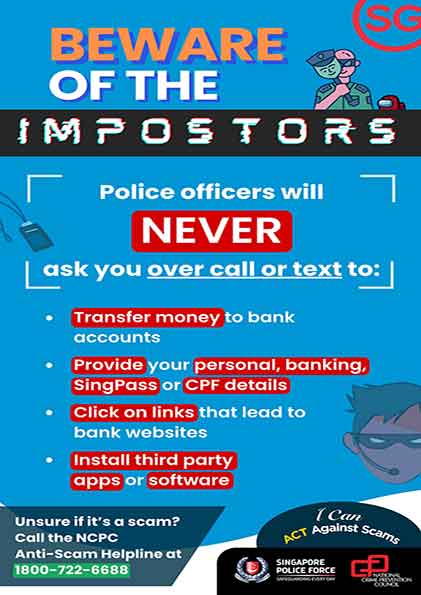 SG
BEWARE
OF THE
IMPOSTORS
Police officers will
NEVER
ask you over call or text to:
• Transfer money to bank
accounts
• Provide your personal, banking,
SingPass or CPF details
• Click on links that lead to
bank websites
• Install third party
apps or software
Unsure if it's a scam?
Call the NCPC
Anti-Scam Helpline at
1800-722-6688
I Can
ACT Against Scams
SINGAPORE
POLICE FORCE
SAFEGUARDING EVERY DAY
NATIONAL
CRIME PREVENTION
COUNCIL